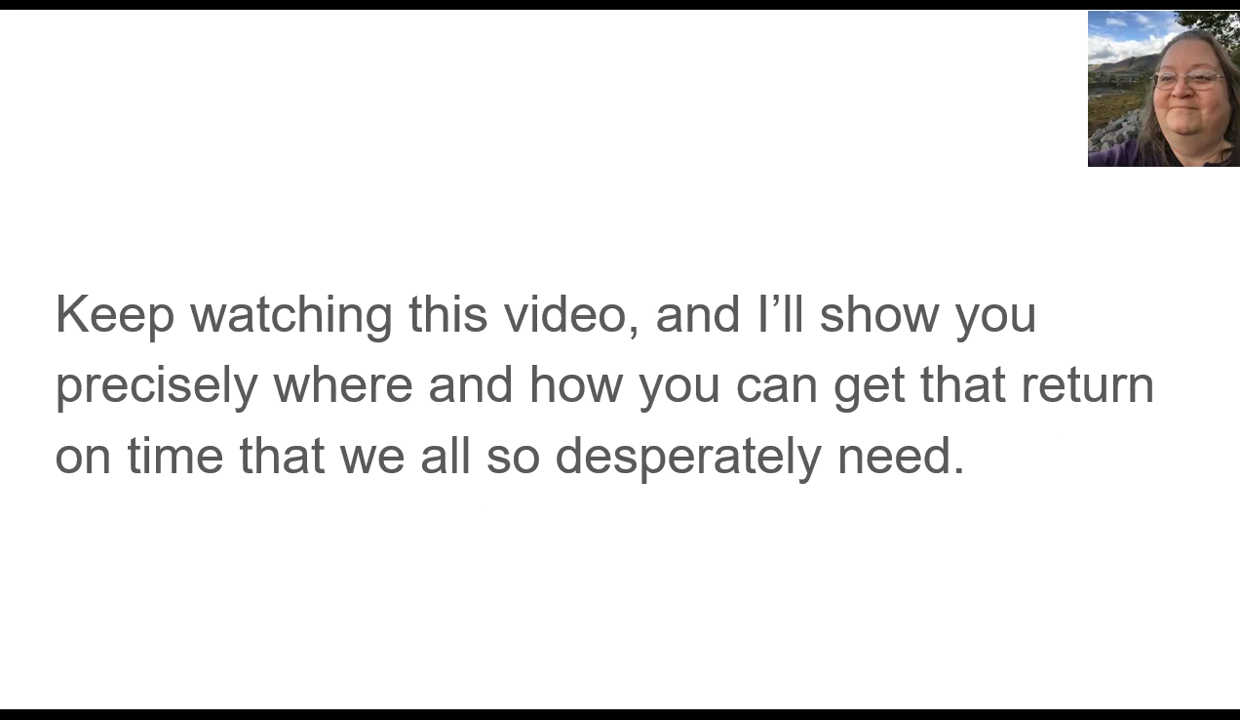 Keep watching this video, and I’ll show you
precisely where and how you can get that return
on time that we all so desperately need.